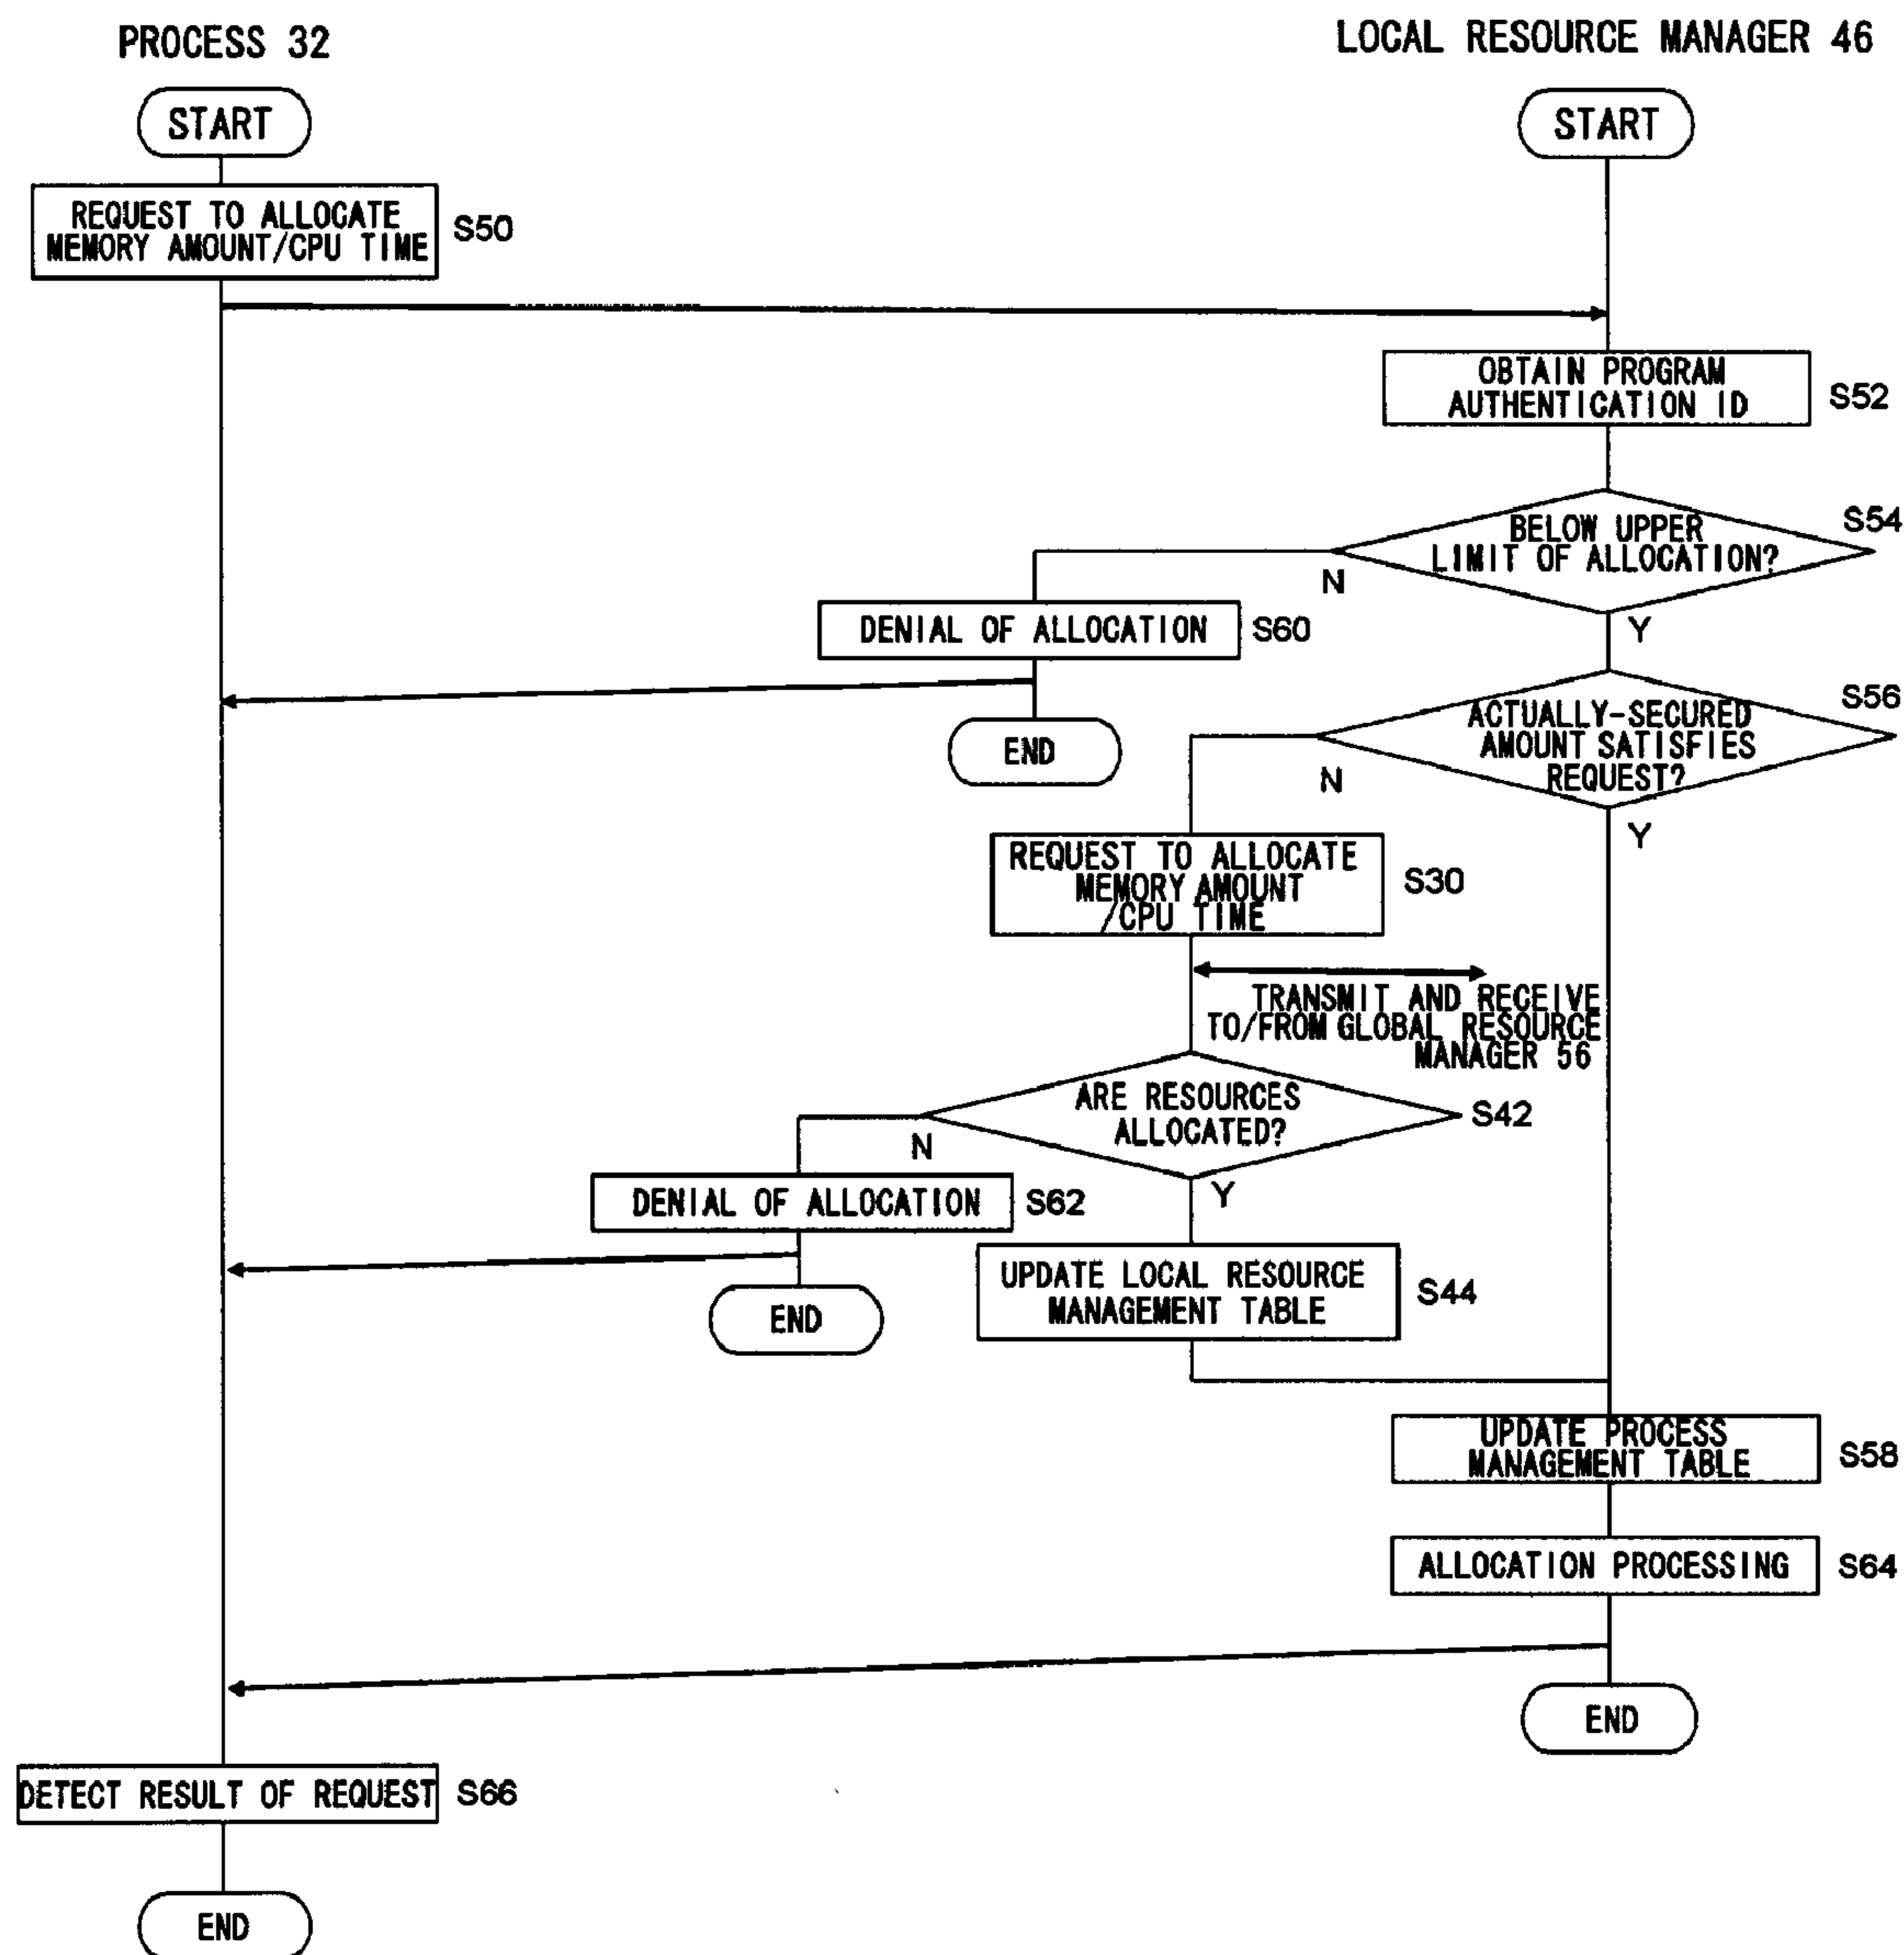 PROCESS 32
LOCAL RESOURCE MANAGER 46
START
START
REQUEST TO ALLOCATE
MEMORY AMOUNT/CPU TIME
S50
OBTAIN PROGRAM
AUTHENTICATION ID
S52
BELOW UPPER
LIMIT OF ALLOCATION?
S54
N
Y
DENIAL OF ALLOCATION
S60
END
ACTUALLY-SECURED
AMOUNT SATISFIES
REQUEST?
S56
N
Y
REQUEST TO ALLOCATE
MEMORY AMOUNT
/CPU TIME
S30
TRANSMIT AND RECEIVE
TO/FROM GLOBAL RESOURCE
MANAGER 56
ARE RESOURCES
ALLOCATED?
S42
N
Y
DENIAL OF ALLOCATION
S62
END
UPDATE LOCAL RESOURCE
MANAGEMENT TABLE
S44
UPDATE PROCESS
MANAGEMENT TABLE
S58
ALLOCATION PROCESSING
S64
END
DETECT RESULT OF REQUEST
S66
END